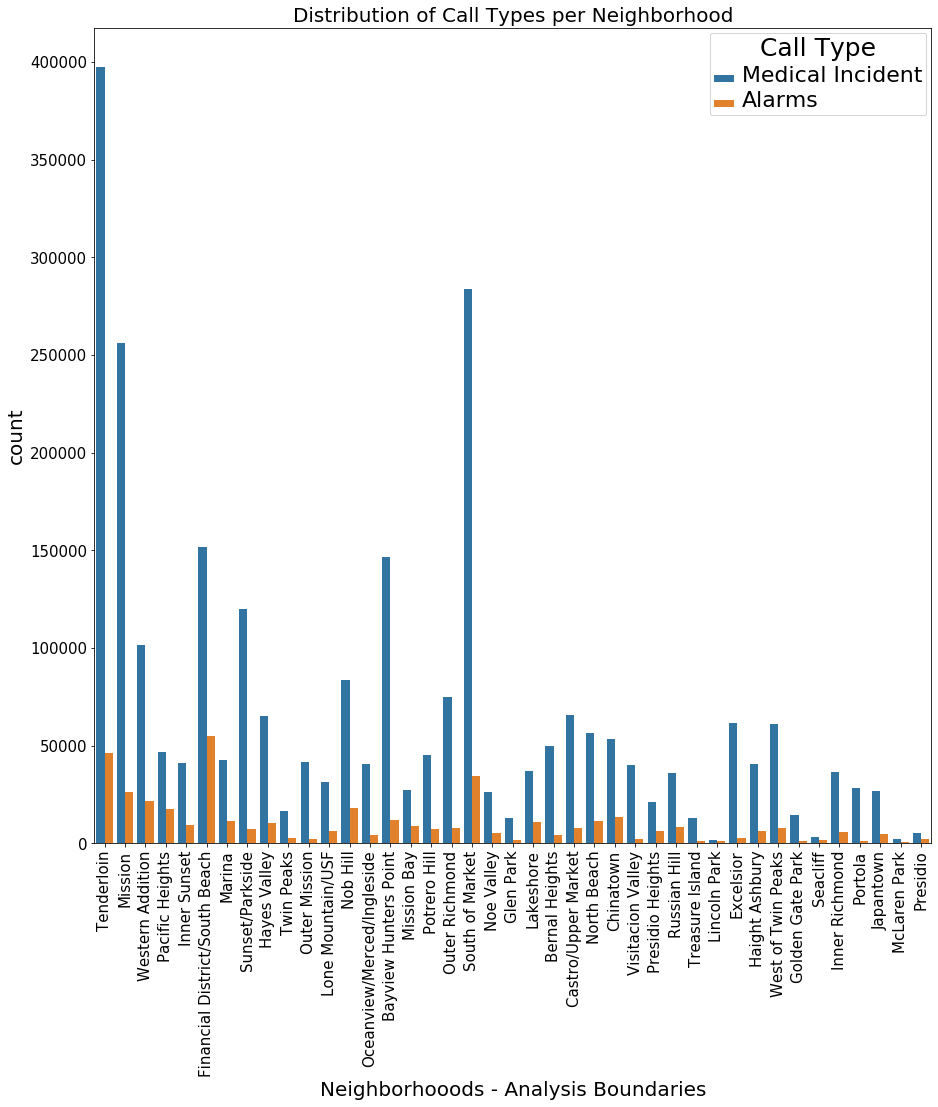 Distribution of Call Types per Neighborhood
Call Type
Medical Incident
Alarms
400000
350000
300000
250000
200000
150000
100000
50000
0
count
Tenderloin
Mission
Western Addition
Pacific Heights
Inner Sunset
Financial District/South Beach
Marina
Sunset/Parkside
Hayes Valley
Twin Peaks
Outer Mission
Lone Mountain/USF
Nob Hill
Oceanview/Merced/Ingleside
Bayview Hunters Point
Mission Bay
Potrero Hill
Outer Richmond
South of Market
Noe Valley
Glen Park
Lakeshore
Bernal Heights
Castro/Upper Market
North Beach
Chinatown
Visitacion Valley
Presidio Heights
Russian Hill
Treasure Island
Lincoln Park
Excelsior
Haight Ashbury
West of Twin Peaks
Golden Gate Park
Seacliff
Inner Richmond
Portola
Japantown
McLaren Park
Presidio
Neighborhooods - Analysis Boundaries